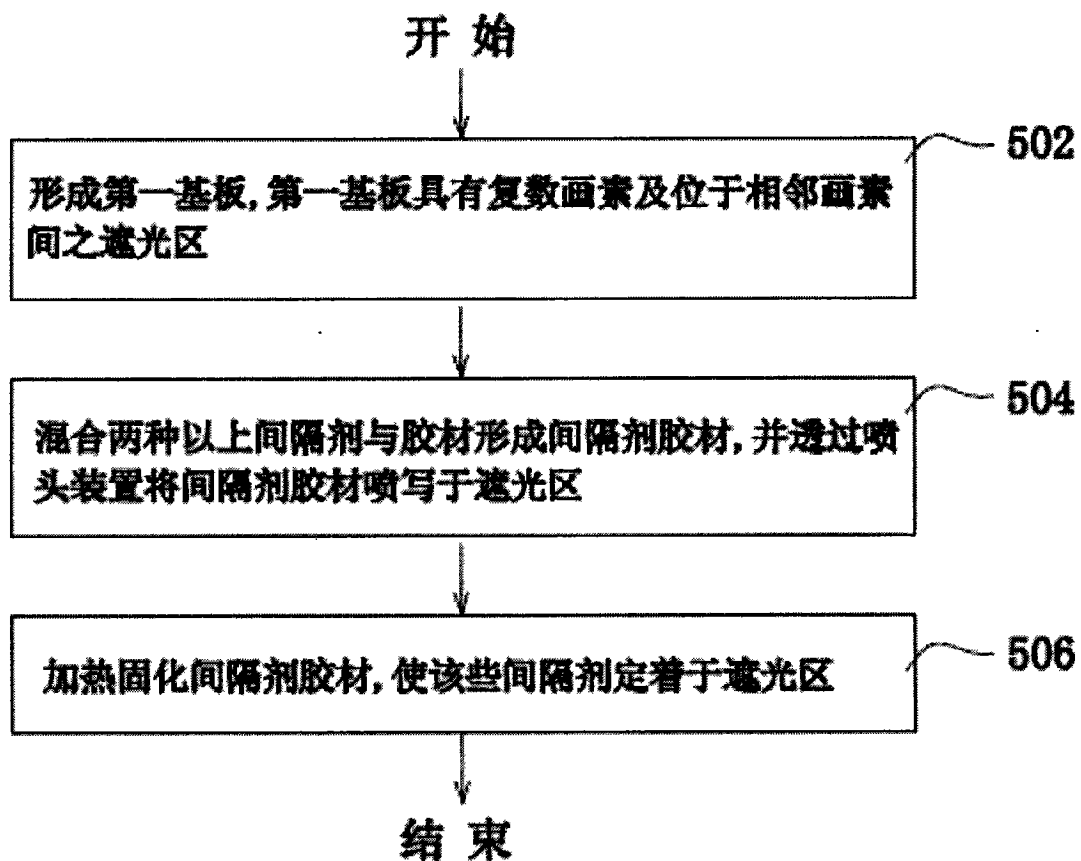 开 始
502
形成第一基板,第一基板具有复数画素及位于相邻画素
间之遮光区
504
混合两种以上间隔剂与胶材形成间隔剂胶材,并透过喷
头装置将间隔剂胶材喷写于遮光区
506
加热固化间隔剂胶材,使该些间隔剂定着于遮光区
结 束